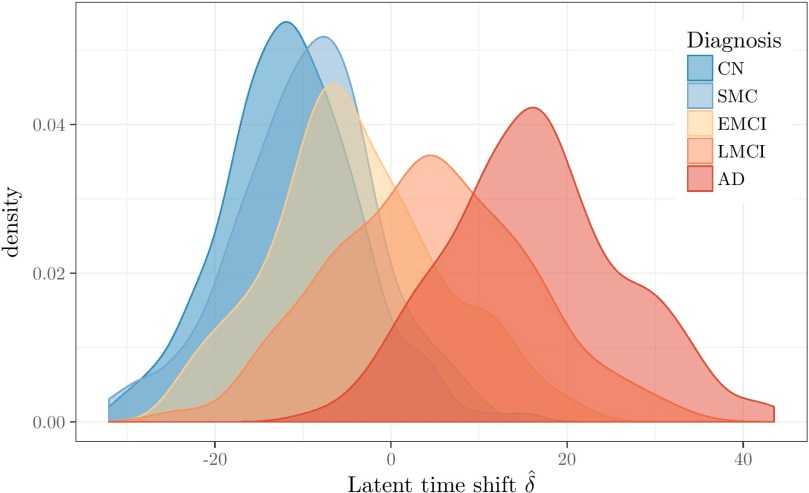 Diagnosis
CN
SMC
EMCI
LMCI
AD
density
0.04
0.02
0.00
-20 0 20 40
Latent time shift δ̂